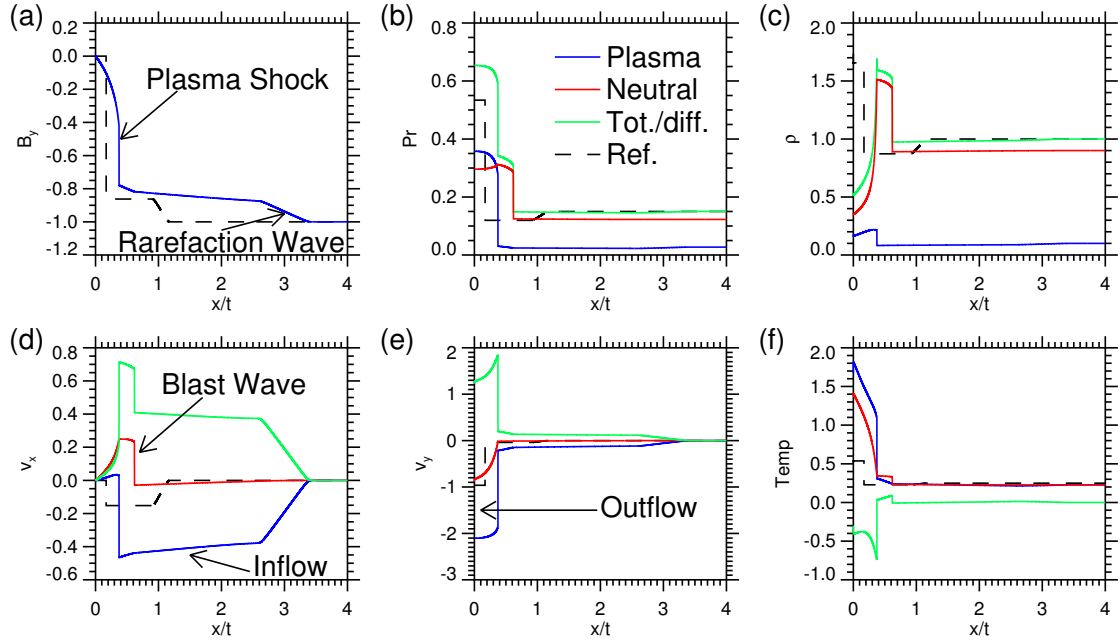 (a)
0.2
0.0
-0.2
-0.4
-0.6
-0.8
-1.0
-1.2
B_y
Plasma Shock
Rarefaction Wave
0 1 2 3 4
x/t
(b)
0.8
0.6
0.4
0.2
0.0
Pr
Plasma
Neutral
Tot./diff.
Ref.
0 1 2 3 4
x/t
(c)
2.0
1.5
1.0
0.5
0.0
ρ
0 1 2 3 4
x/t
(d)
0.8
0.6
0.4
0.2
0.0
-0.2
-0.4
-0.6
v_x
Blast Wave
Inflow
0 1 2 3 4
x/t
(e)
2
1
0
-1
-2
-3
v_y
Outflow
0 1 2 3 4
x/t
(f)
2.0
1.5
1.0
0.5
0.0
-0.5
-1.0
Temp
0 1 2 3 4
x/t